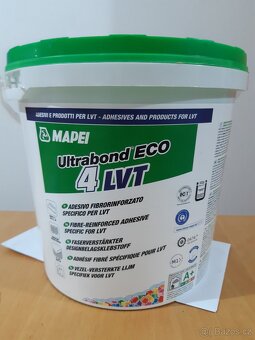 ADESIVI E PRODOTTI PER LVT - ADHESIVES AND PRODUCTS FOR LVT
MAPEI
Ultrabond ECO
4 LVT
ADESIVO FIBRORINFORZATO
SPECIFICO PER LVT
FIBRE-REINFORCED ADHESIVE
SPECIFIC FOR LVT
FASERVERSTÄRKTER
DESIGNBELAGSKLEBSTOFF
ADHÉSIF FIBRÉ SPÉCIFIQUE POUR LVT
VEZEL-VERSTERKTE LIJM
SPECIFIEK VOOR LVT
A+